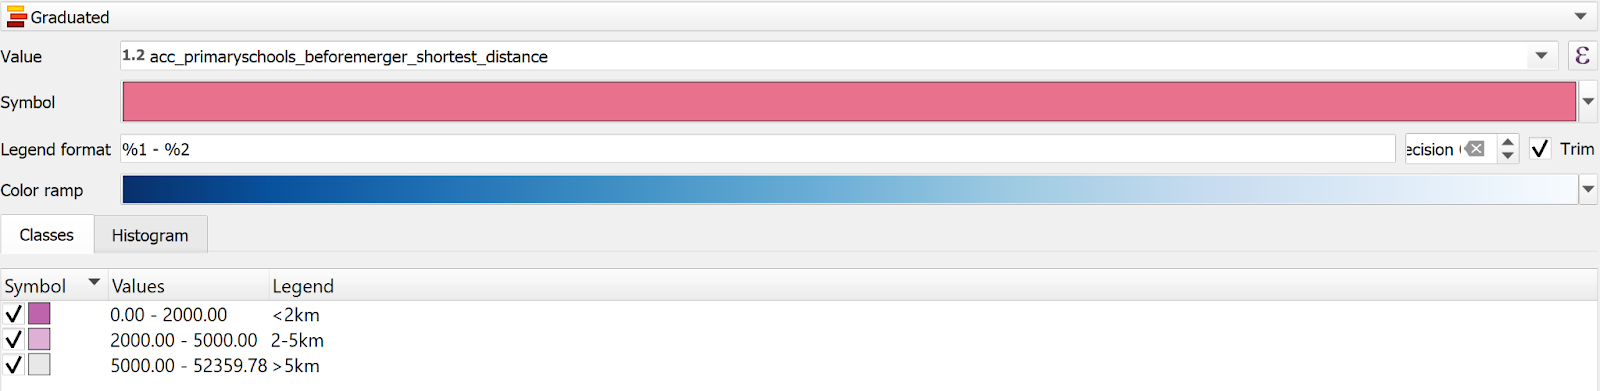 Graduated
Value 1.2 acc_primaryschools_beforemerger_shortest_distance ε
Symbol
Legend format %1 - %2 ecision Trim
Color ramp
Classes Histogram
Symbol Values Legend
0.00 - 2000.00 <2km
2000.00 - 5000.00 2-5km
5000.00 - 52359.78 >5km